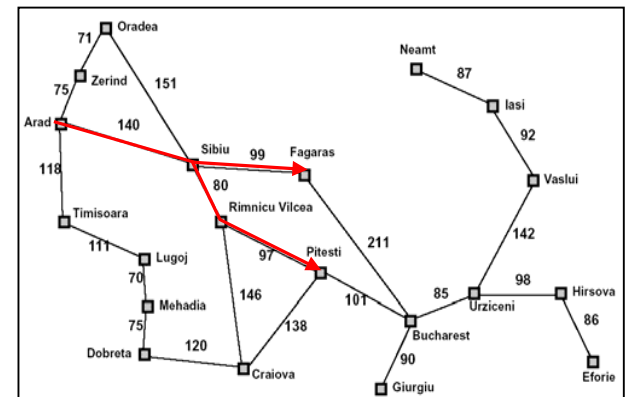 Oradea
71
Neamt
87
Zerind
151
75
Iasi
Arad
140
92
Sibiu
99
Fagaras
118
80
Vaslui
Rimnicu Vilcea
Timisoara
111
211
142
Lugoj
97
Pitesti
70
98
Hirsova
146
101
85
Mehadia
Urziceni
86
75
138
Bucharest
120
90
Dobreta
Craiova
Eforie
Giurgiu